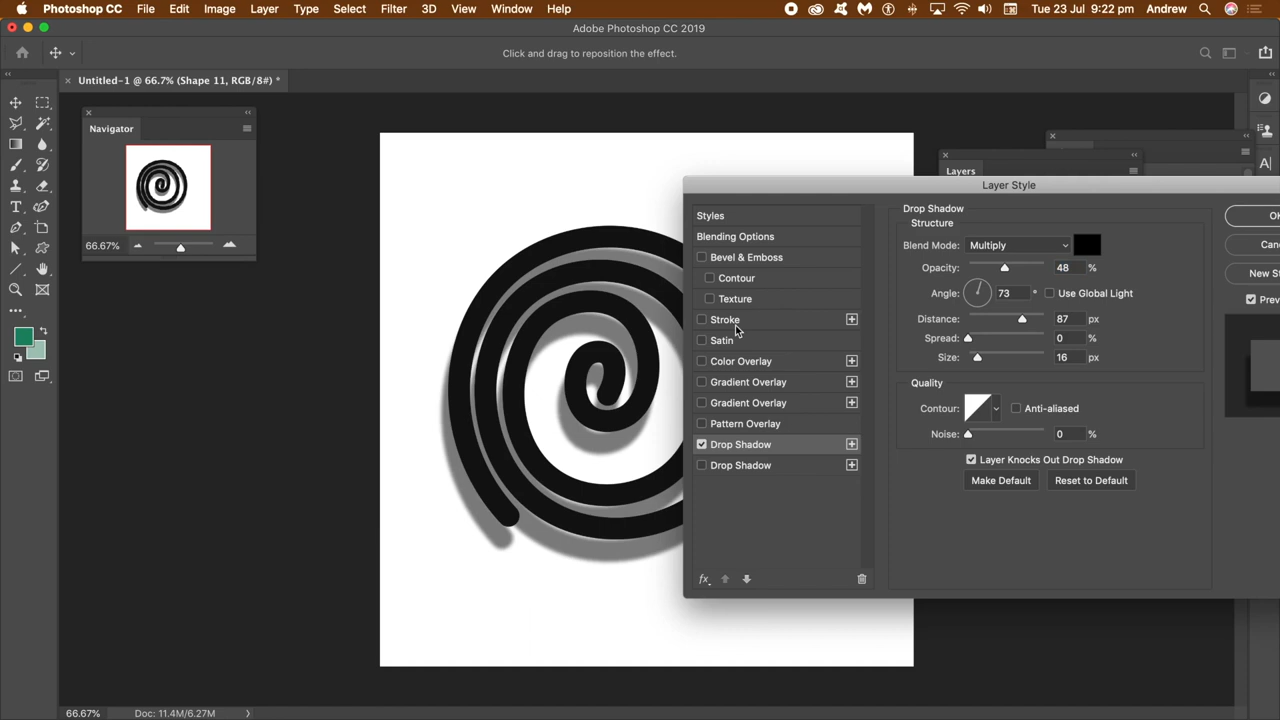 Photoshop CC File Edit Image Layer Type Select Filter 3D View Window Help Tue 23 Jul 9:22 pm Andrew
Adobe Photoshop CC 2019
Click and drag to reposition the effect.
Untitled-1 @ 66.7% (Shape 11, RGB/8#) *
Navigator
66.67%
Layers
Layer Style
Styles
Blending Options
Bevel & Emboss
Contour
Texture
Stroke
Satin
Color Overlay
Gradient Overlay
Gradient Overlay
Pattern Overlay
Drop Shadow
Drop Shadow
fx
Drop Shadow
Structure
Blend Mode: Multiply
Opacity: 48 %
Angle: 73 ° Use Global Light
Distance: 87 px
Spread: 0 %
Size: 16 px
Quality
Contour: Anti-aliased
Noise: 0 %
Layer Knocks Out Drop Shadow
Make Default Reset to Default
OK
Canc
New St
Prev
A|
66.67% Doc: 11.4M/6.27M